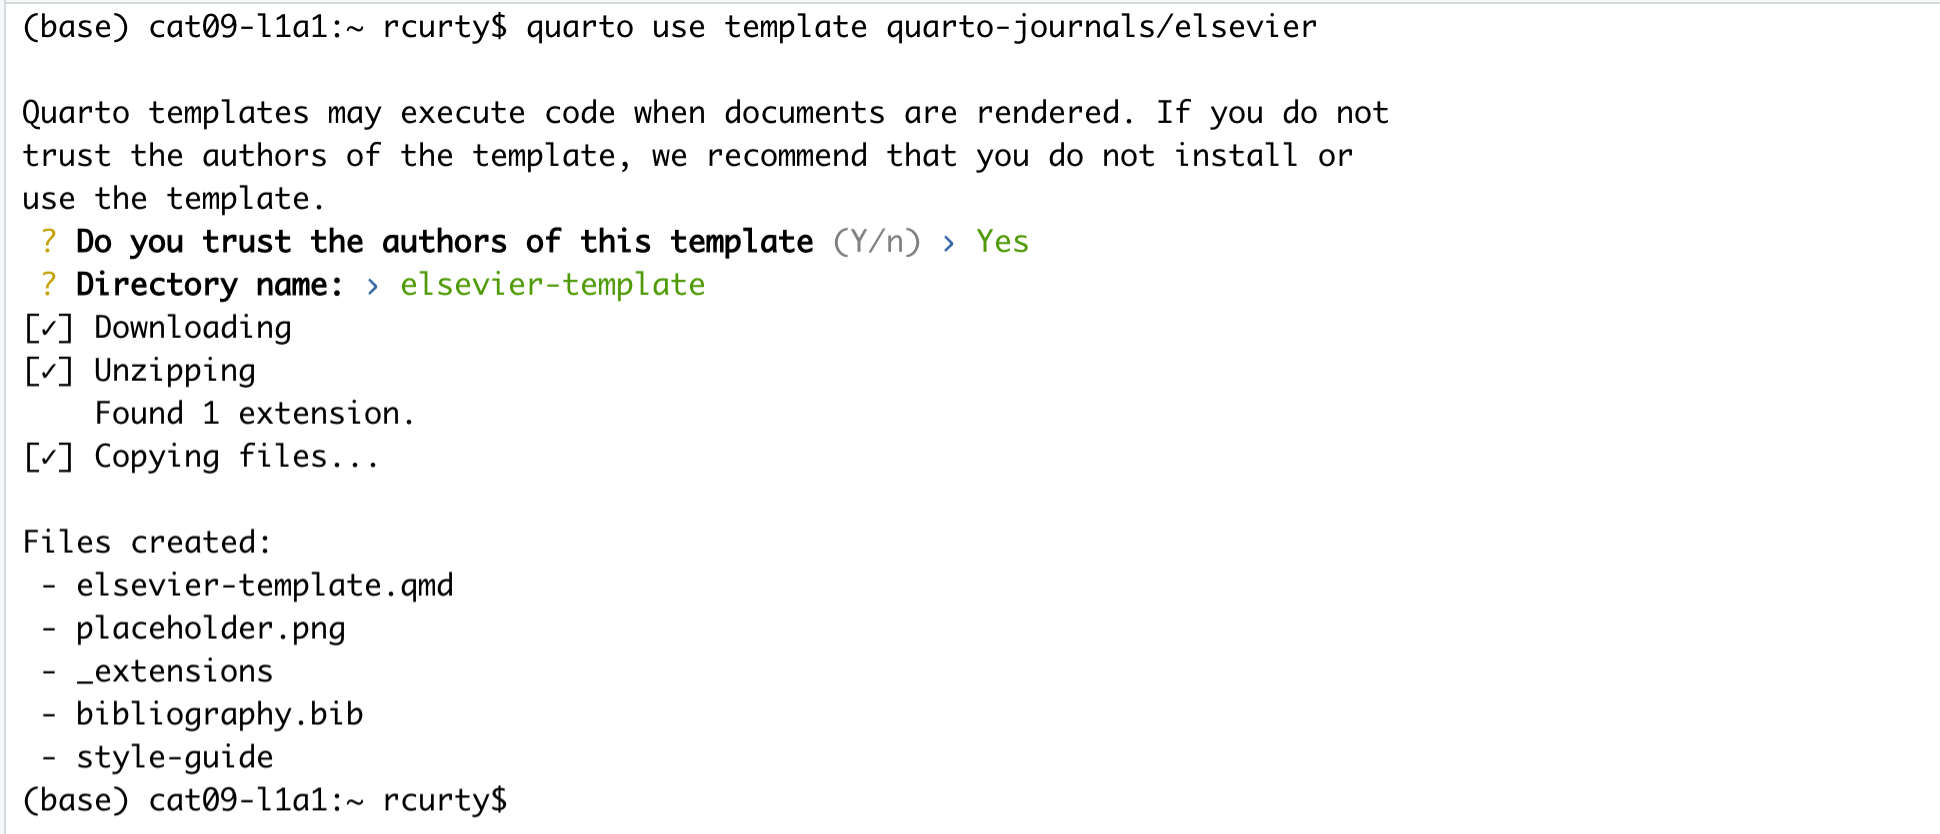 (base) cat09-l1a1:~ rcurty$ quarto use template quarto-journals/elsevier
Quarto templates may execute code when documents are rendered. If you do not
trust the authors of the template, we recommend that you do not install or
use the template.
? Do you trust the authors of this template (Y/n) › Yes
? Directory name: › elsevier-template
[✓] Downloading
[✓] Unzipping
Found 1 extension.
[✓] Copying files...
Files created:
- elsevier-template.qmd
- placeholder.png
- _extensions
- bibliography.bib
- style-guide
(base) cat09-l1a1:~ rcurty$